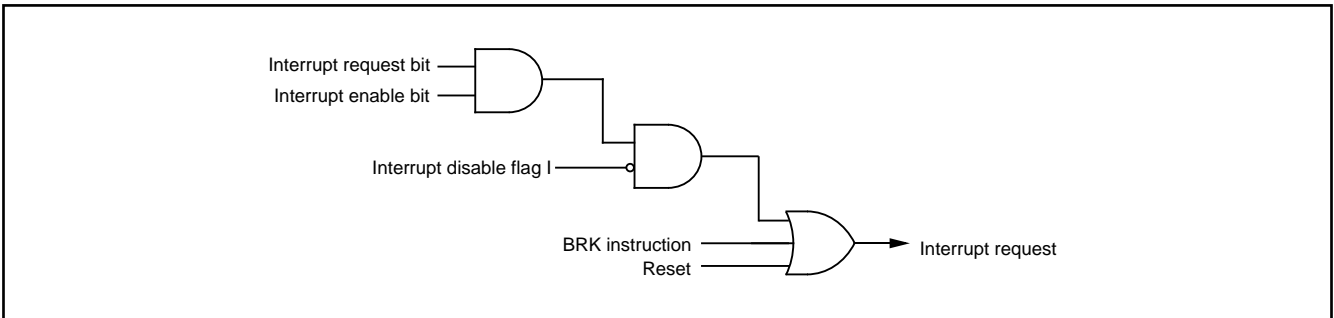 Interrupt request bit
Interrupt enable bit
Interrupt disable flag I
BRK instruction
Reset
Interrupt request